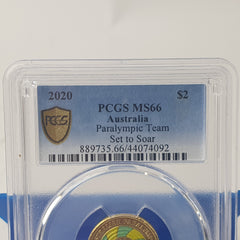 2020 $2
PCGS MS66
Australia
Paralympic Team
Set to Soar
889735.66/44074092
PCGS